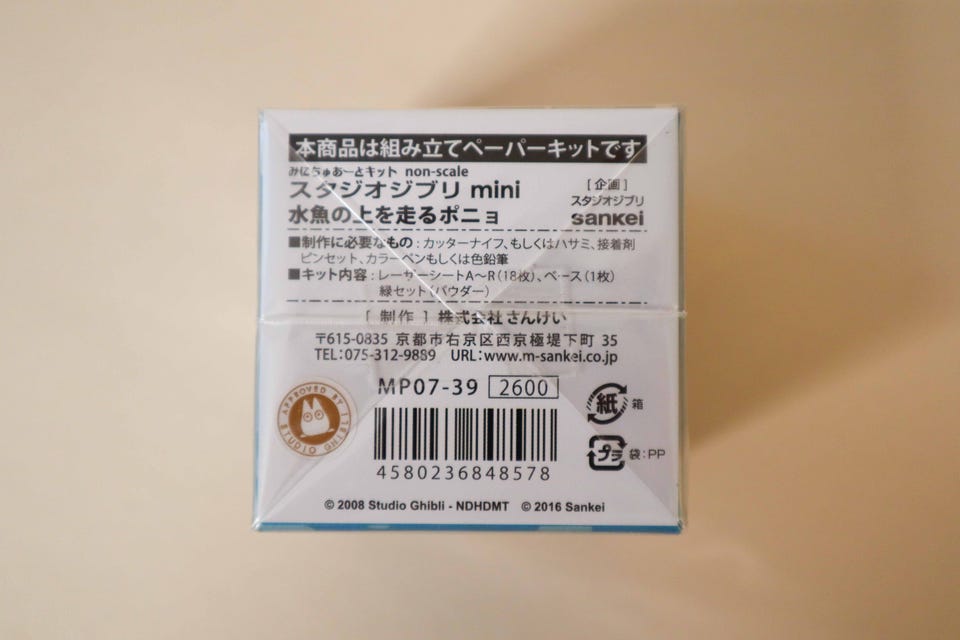 本商品は組み立てペーパーキットです
みにちゅあーとキット non-scale
スタジオジブリ mini
水魚の上を走るポニョ
[ 企画 ]
スタジオジブリ
sankei
■制作に必要なもの : カッターナイフ、もしくはハサミ、接着剤
ピンセット、カラーペンもしくは色鉛筆
■キット内容 : レーザーシートA〜R(18枚)、ベース(1枚)
緑セット(パウダー)
[ 制作 ] 株式会社さんけい
〒615-0835 京都市右京区西京極堤下町 35
TEL:075-312-9889 URL:www.m-sankei.co.jp
MP07-39 2600
4580236848578
APPROVED BY STUDIO GHIBLI
紙 箱
プラ 袋:PP
© 2008 Studio Ghibli - NDHDMT © 2016 Sankei